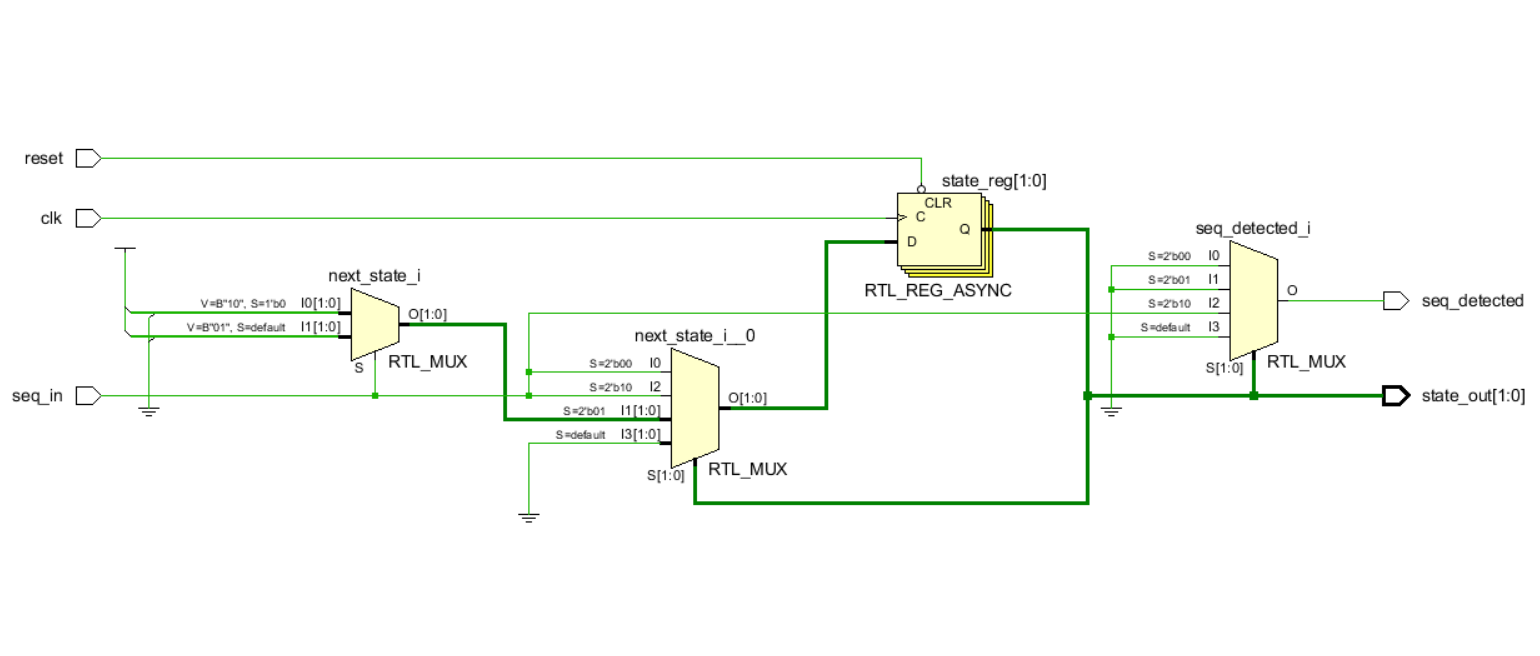 reset
state_reg[1:0]
CLR
clk
C
Q
D
RTL_REG_ASYNC
seq_detected_i
S=2'b00 I0
S=2'b01 I1
S=2'b10 I2
S=default I3
O
seq_detected
S[1:0]
RTL_MUX
state_out[1:0]
next_state_i
V=B"10", S=1'b0 I0[1:0]
V=B"01", S=default I1[1:0]
O[1:0]
S
RTL_MUX
seq_in
next_state_i__0
S=2'b00 I0
S=2'b10 I2
S=2'b01 I1[1:0]
S=default I3[1:0]
O[1:0]
S[1:0]
RTL_MUX